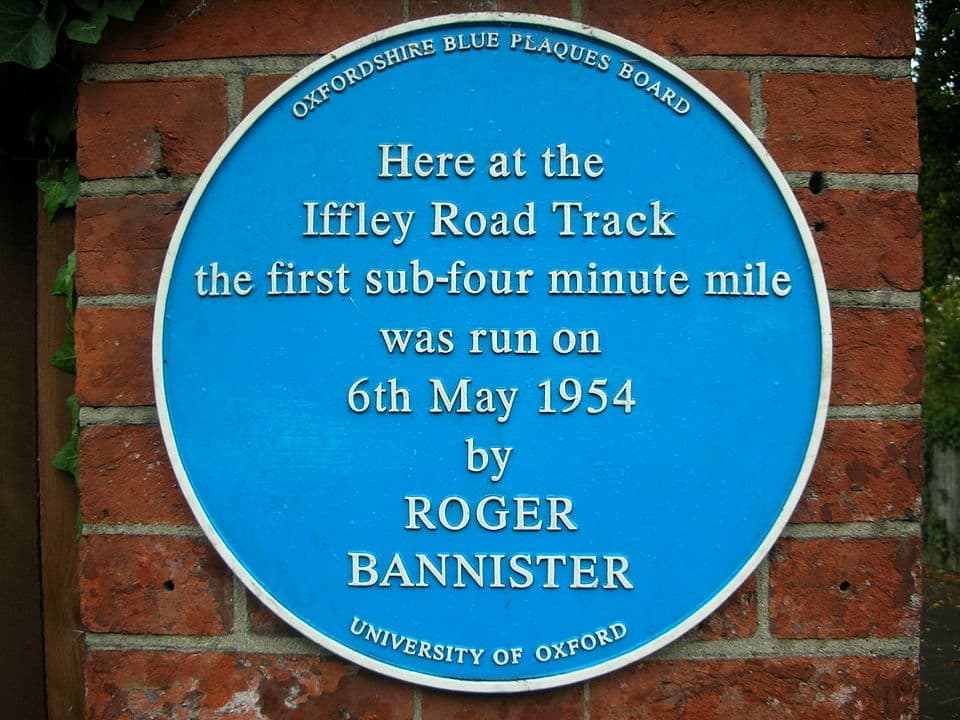 OXFORDSHIRE BLUE PLAQUES BOARD
Here at the
Iffley Road Track
the first sub-four minute mile
was run on
6th May 1954
by
ROGER
BANNISTER
UNIVERSITY OF OXFORD